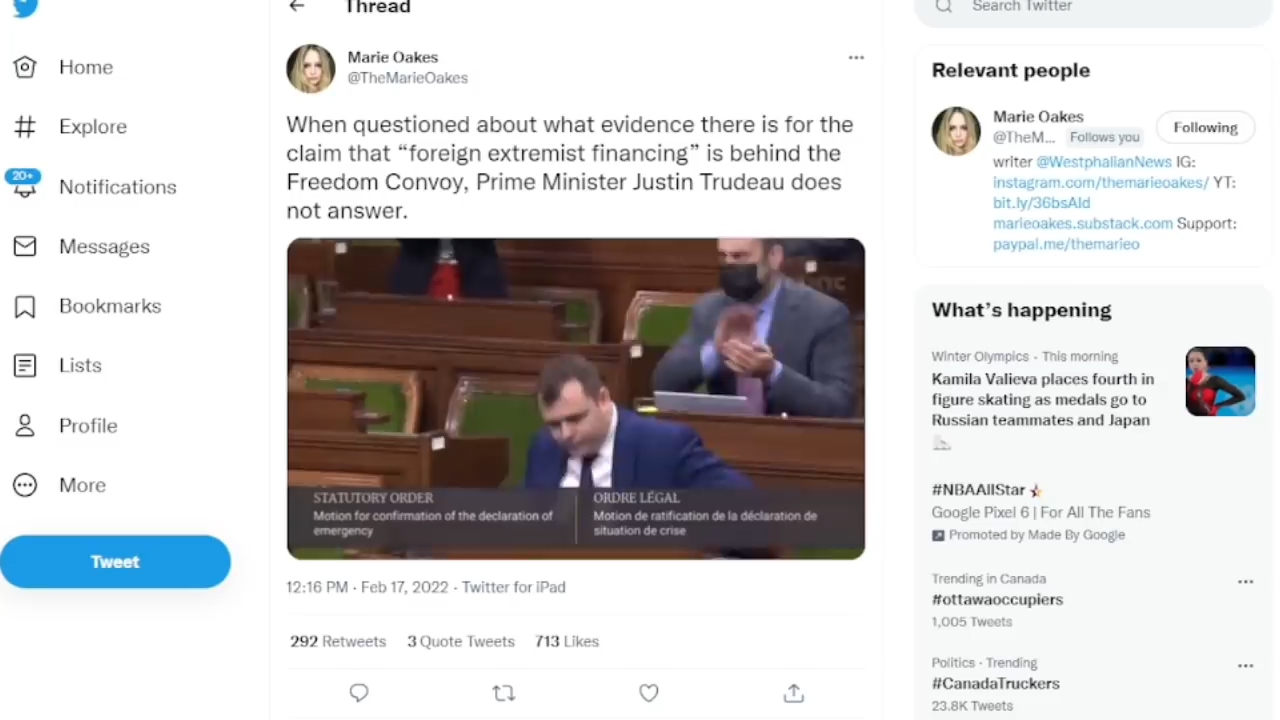 Thread
Search Twitter
Home
Explore
20+
Notifications
Messages
Bookmarks
Lists
Profile
More
Tweet
Marie Oakes
@TheMarieOakes
When questioned about what evidence there is for the
claim that “foreign extremist financing” is behind the
Freedom Convoy, Prime Minister Justin Trudeau does
not answer.
STATUTORY ORDER
Motion for confirmation of the declaration of
emergency
ORDRE LÉGAL
Motion de ratification de la déclaration de
situation de crise
12:16 PM · Feb 17, 2022 · Twitter for iPad
292 Retweets 3 Quote Tweets 713 Likes
Relevant people
Marie Oakes
@TheM... Follows you
Following
writer @WestphalianNews IG:
instagram.com/themarieoakes/ YT:
bit.ly/36bsAId
marieoakes.substack.com Support:
paypal.me/themarieo
What’s happening
Winter Olympics · This morning
Kamila Valieva places fourth in
figure skating as medals go to
Russian teammates and Japan
#NBAAllStar
Google Pixel 6 | For All The Fans
Promoted by Made By Google
Trending in Canada
#ottawaoccupiers
1,005 Tweets
Politics · Trending
#CanadaTruckers
23.8K Tweets